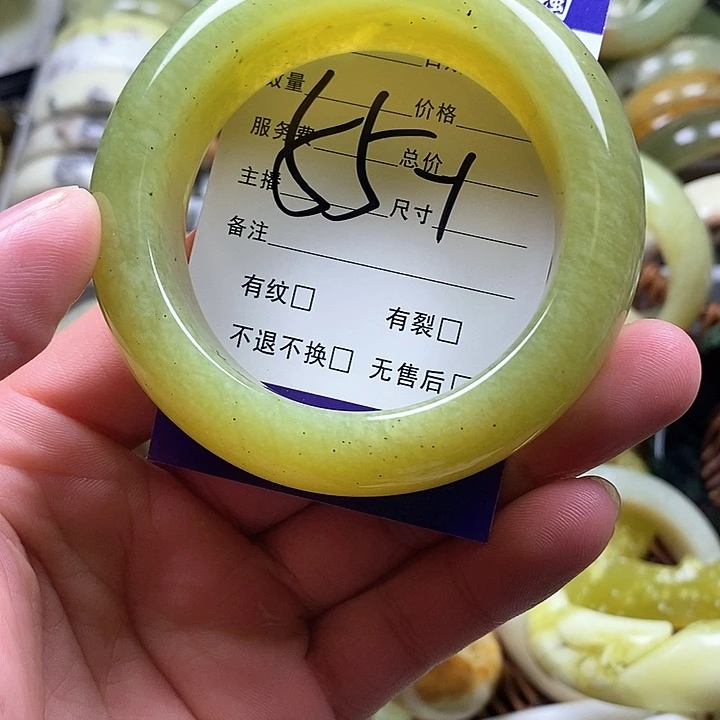 数量 价格
服务费 总价
主播 尺寸
备注
有纹□ 有裂□
不退不换□ 无售后□
654